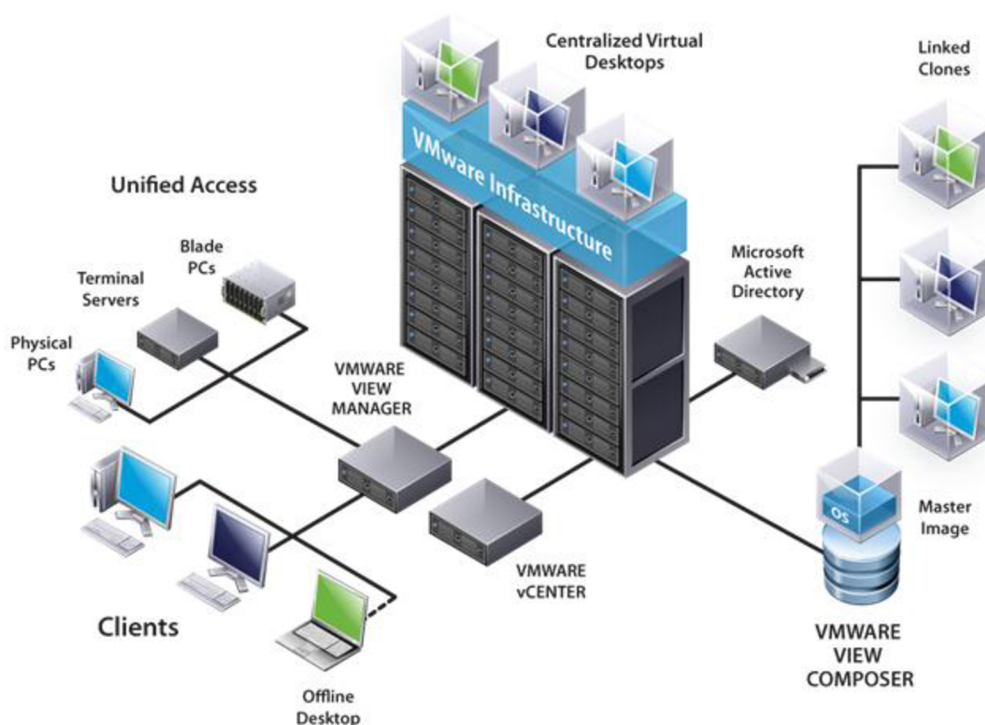 Centralized Virtual
Desktops
Linked
Clones
VMware Infrastructure
Unified Access
Blade
PCs
Terminal
Servers
Physical
PCs
Microsoft
Active
Directory
VMWARE
VIEW
MANAGER
OS
Master
Image
VMWARE
vCENTER
Clients
Offline
Desktop
VMWARE
VIEW
COMPOSER